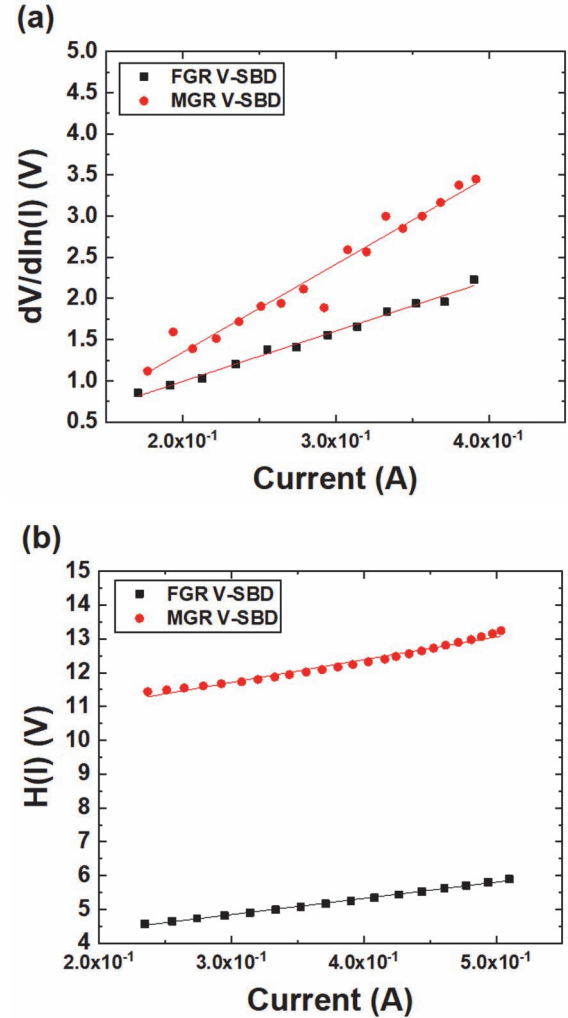 (a)
5.0
4.5
4.0
3.5
3.0
2.5
2.0
1.5
1.0
0.5
dV/dln(I) (V)
FGR V-SBD
MGR V-SBD
2.0x10⁻¹ 3.0x10⁻¹ 4.0x10⁻¹
Current (A)
(b)
15
14
13
12
11
10
9
8
7
6
5
4
H(I) (V)
FGR V-SBD
MGR V-SBD
2.0x10⁻¹ 3.0x10⁻¹ 4.0x10⁻¹ 5.0x10⁻¹
Current (A)